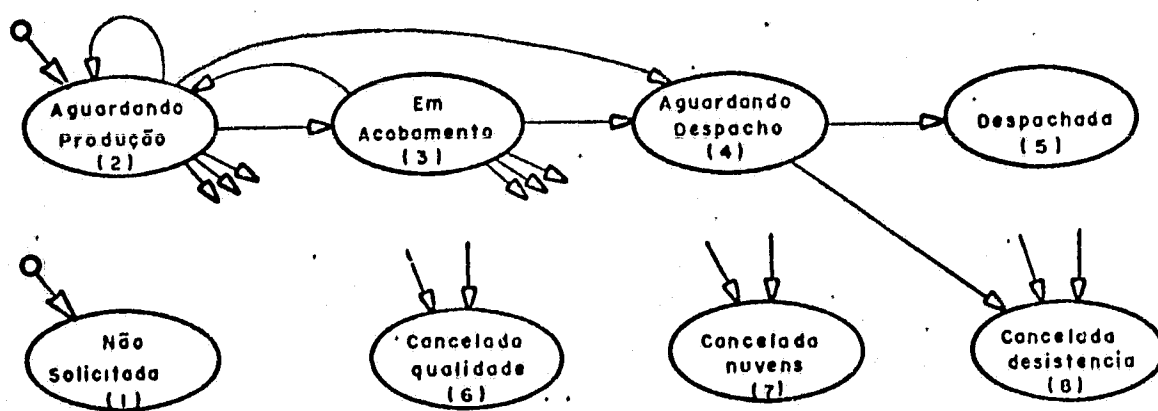 Aguardando
Produção
(2)
Em
Acabamento
(3)
Aguardando
Despacho
(4)
Despachada
(5)
Não
Solicitada
(1)
Cancelada
qualidade
(6)
Cancelada
nuvens
(7)
Cancelada
desistencia
(8)